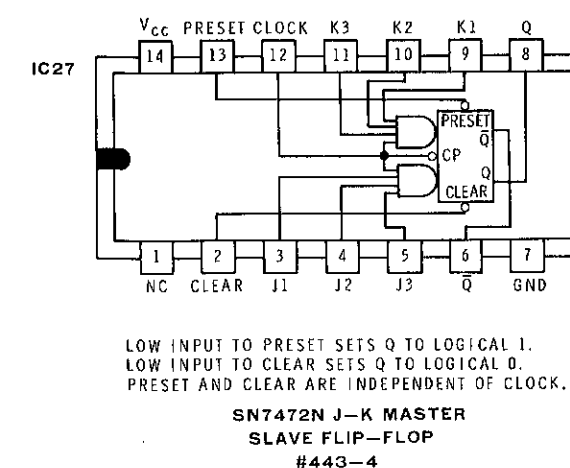 V CC PRESET CLOCK K3 K2 K1 Q
IC27
14 13 12 11 10 9 8
PRESET
Q̅
CP
Q
CLEAR
1 2 3 4 5 6 7
NC CLEAR J1 J2 J3 Q̅ GND
LOW INPUT TO PRESET SETS Q TO LOGICAL 1.
LOW INPUT TO CLEAR SETS Q TO LOGICAL 0.
PRESET AND CLEAR ARE INDEPENDENT OF CLOCK.
SN7472N J-K MASTER
SLAVE FLIP-FLOP
#443-4